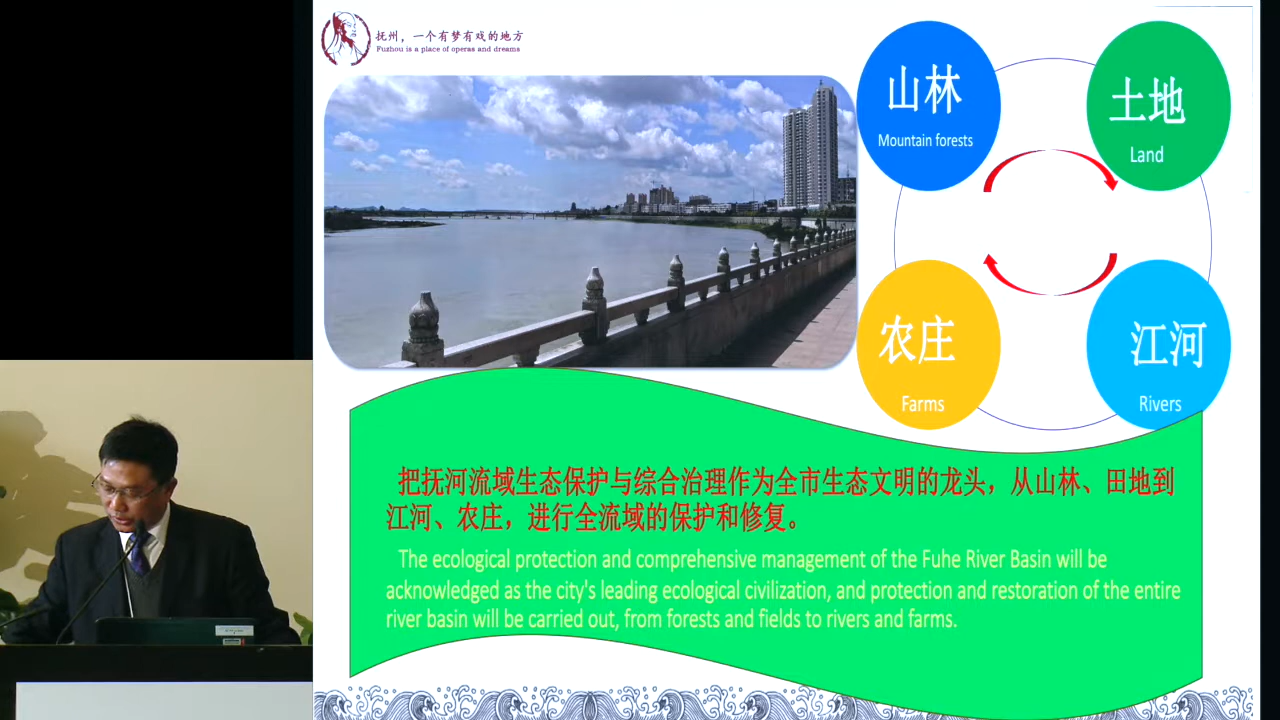 抚州，一个有梦有戏的地方
Fuzhou is a place of operas and dreams
山林
Mountain forests
土地
Land
农庄
Farms
江河
Rivers
把抚河流域生态保护与综合治理作为全市生态文明的龙头，从山林、田地到
江河、农庄，进行全流域的保护和修复。
The ecological protection and comprehensive management of the Fuhe River Basin will be
acknowledged as the city's leading ecological civilization, and protection and restoration of the entire
river basin will be carried out, from forests and fields to rivers and farms.